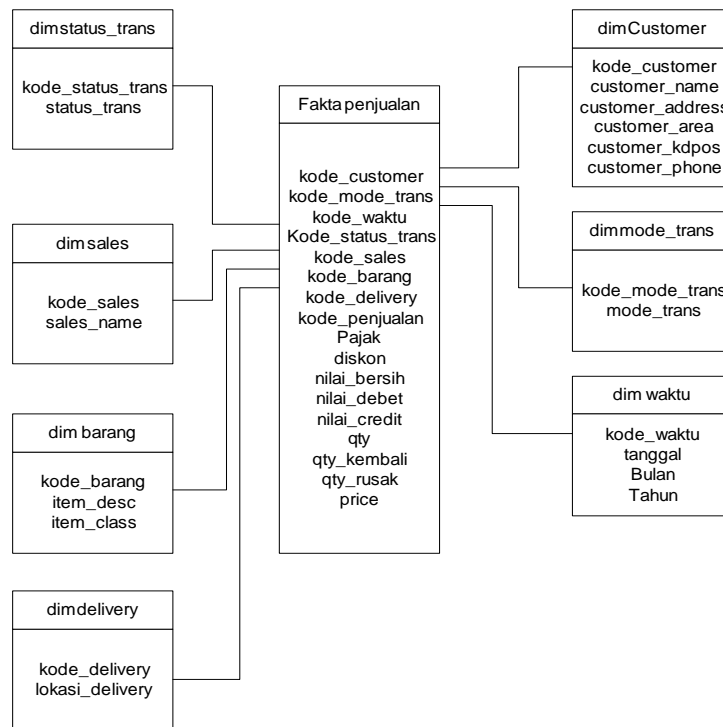 dimstatus_trans
kode_status_trans
status_trans
dim sales
kode_sales
sales_name
dim barang
kode_barang
item_desc
item_class
dimdelivery
kode_delivery
lokasi_delivery
Fakta penjualan
kode_customer
kode_mode_trans
kode_waktu
Kode_status_trans
kode_sales
kode_barang
kode_delivery
kode_penjualan
Pajak
diskon
nilai_bersih
nilai_debet
nilai_credit
qty
qty_kembali
qty_rusak
price
dimCustomer
kode_customer
customer_name
customer_address
customer_area
customer_kdpos
customer_phone
dimmode_trans
kode_mode_trans
mode_trans
dim waktu
kode_waktu
tanggal
Bulan
Tahun